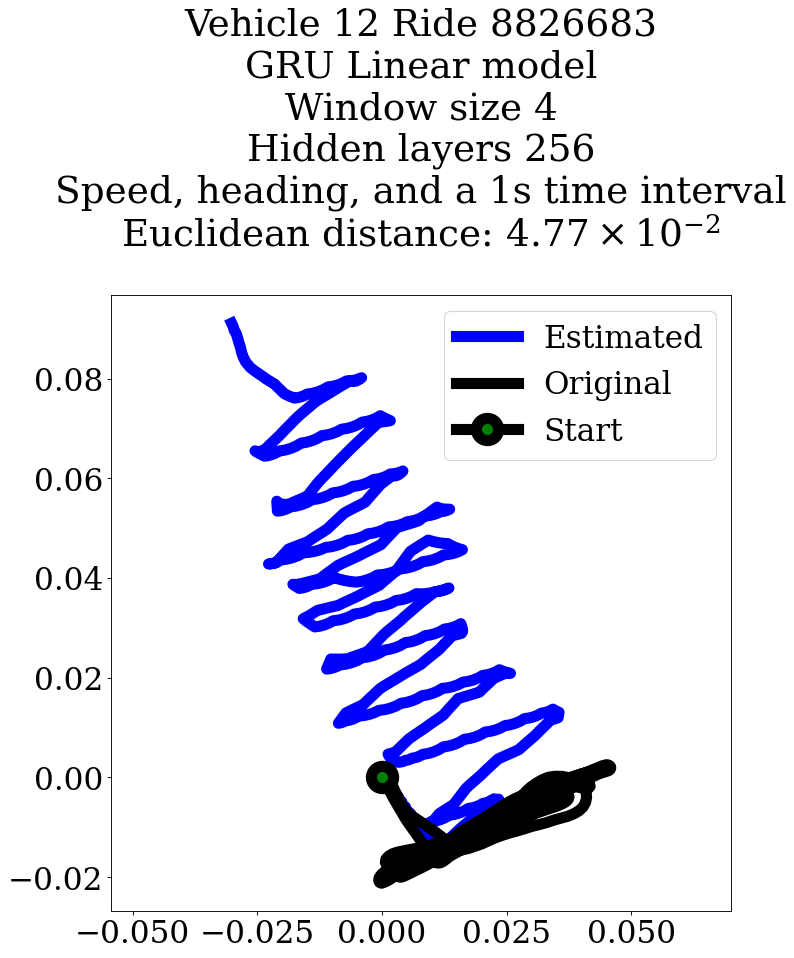 Vehicle 12 Ride 8826683
GRU Linear model
Window size 4
Hidden layers 256
Speed, heading, and a 1s time interval
Euclidean distance: 4.77 × 10⁻²
Estimated
Original
Start
0.08
0.06
0.04
0.02
0.00
−0.02
−0.050 −0.025 0.000 0.025 0.050